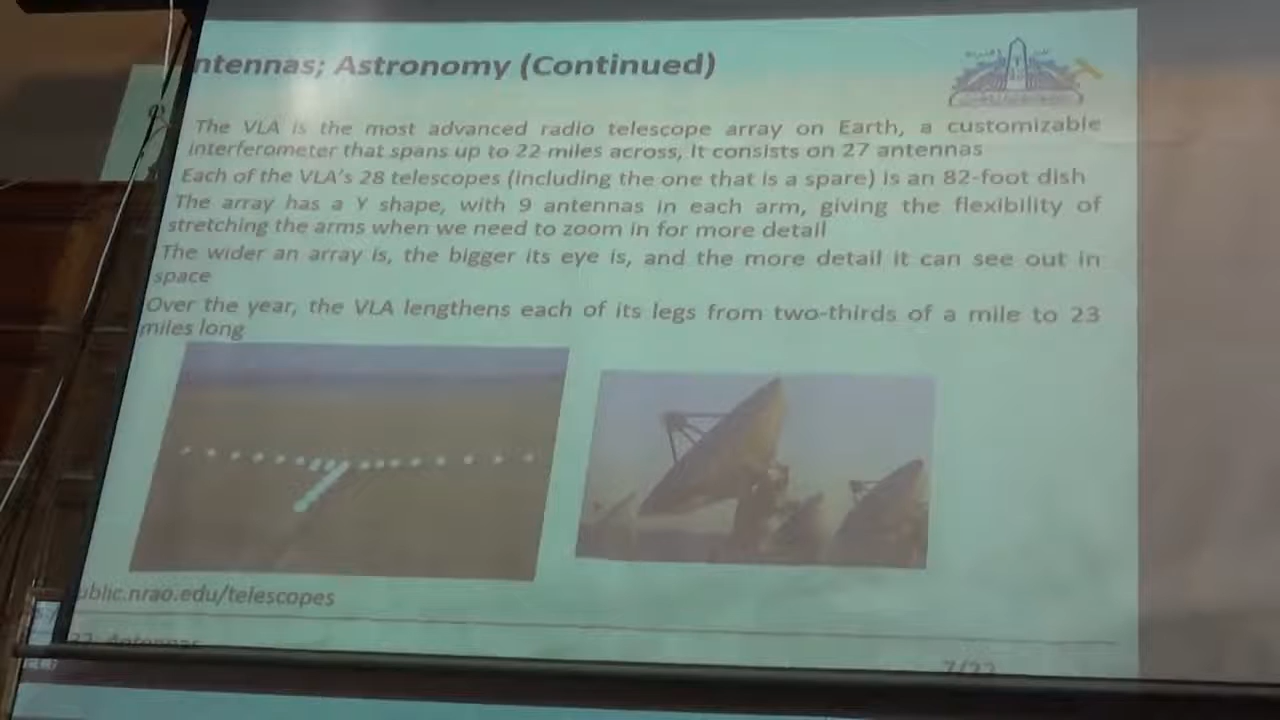 ntennas; Astronomy (Continued)
The VLA is the most advanced radio telescope array on Earth, a customizable
interferometer that spans up to 22 miles across, It consists on 27 antennas
Each of the VLA's 28 telescopes (including the one that is a spare) is an 82-foot dish
The array has a Y shape, with 9 antennas in each arm, giving the flexibility of
stretching the arms when we need to zoom in for more detail
The wider an array is, the bigger its eye is, and the more detail it can see out in
space
Over the year, the VLA lengthens each of its legs from two-thirds of a mile to 23
miles long
ublic.nrao.edu/telescopes
Antennas